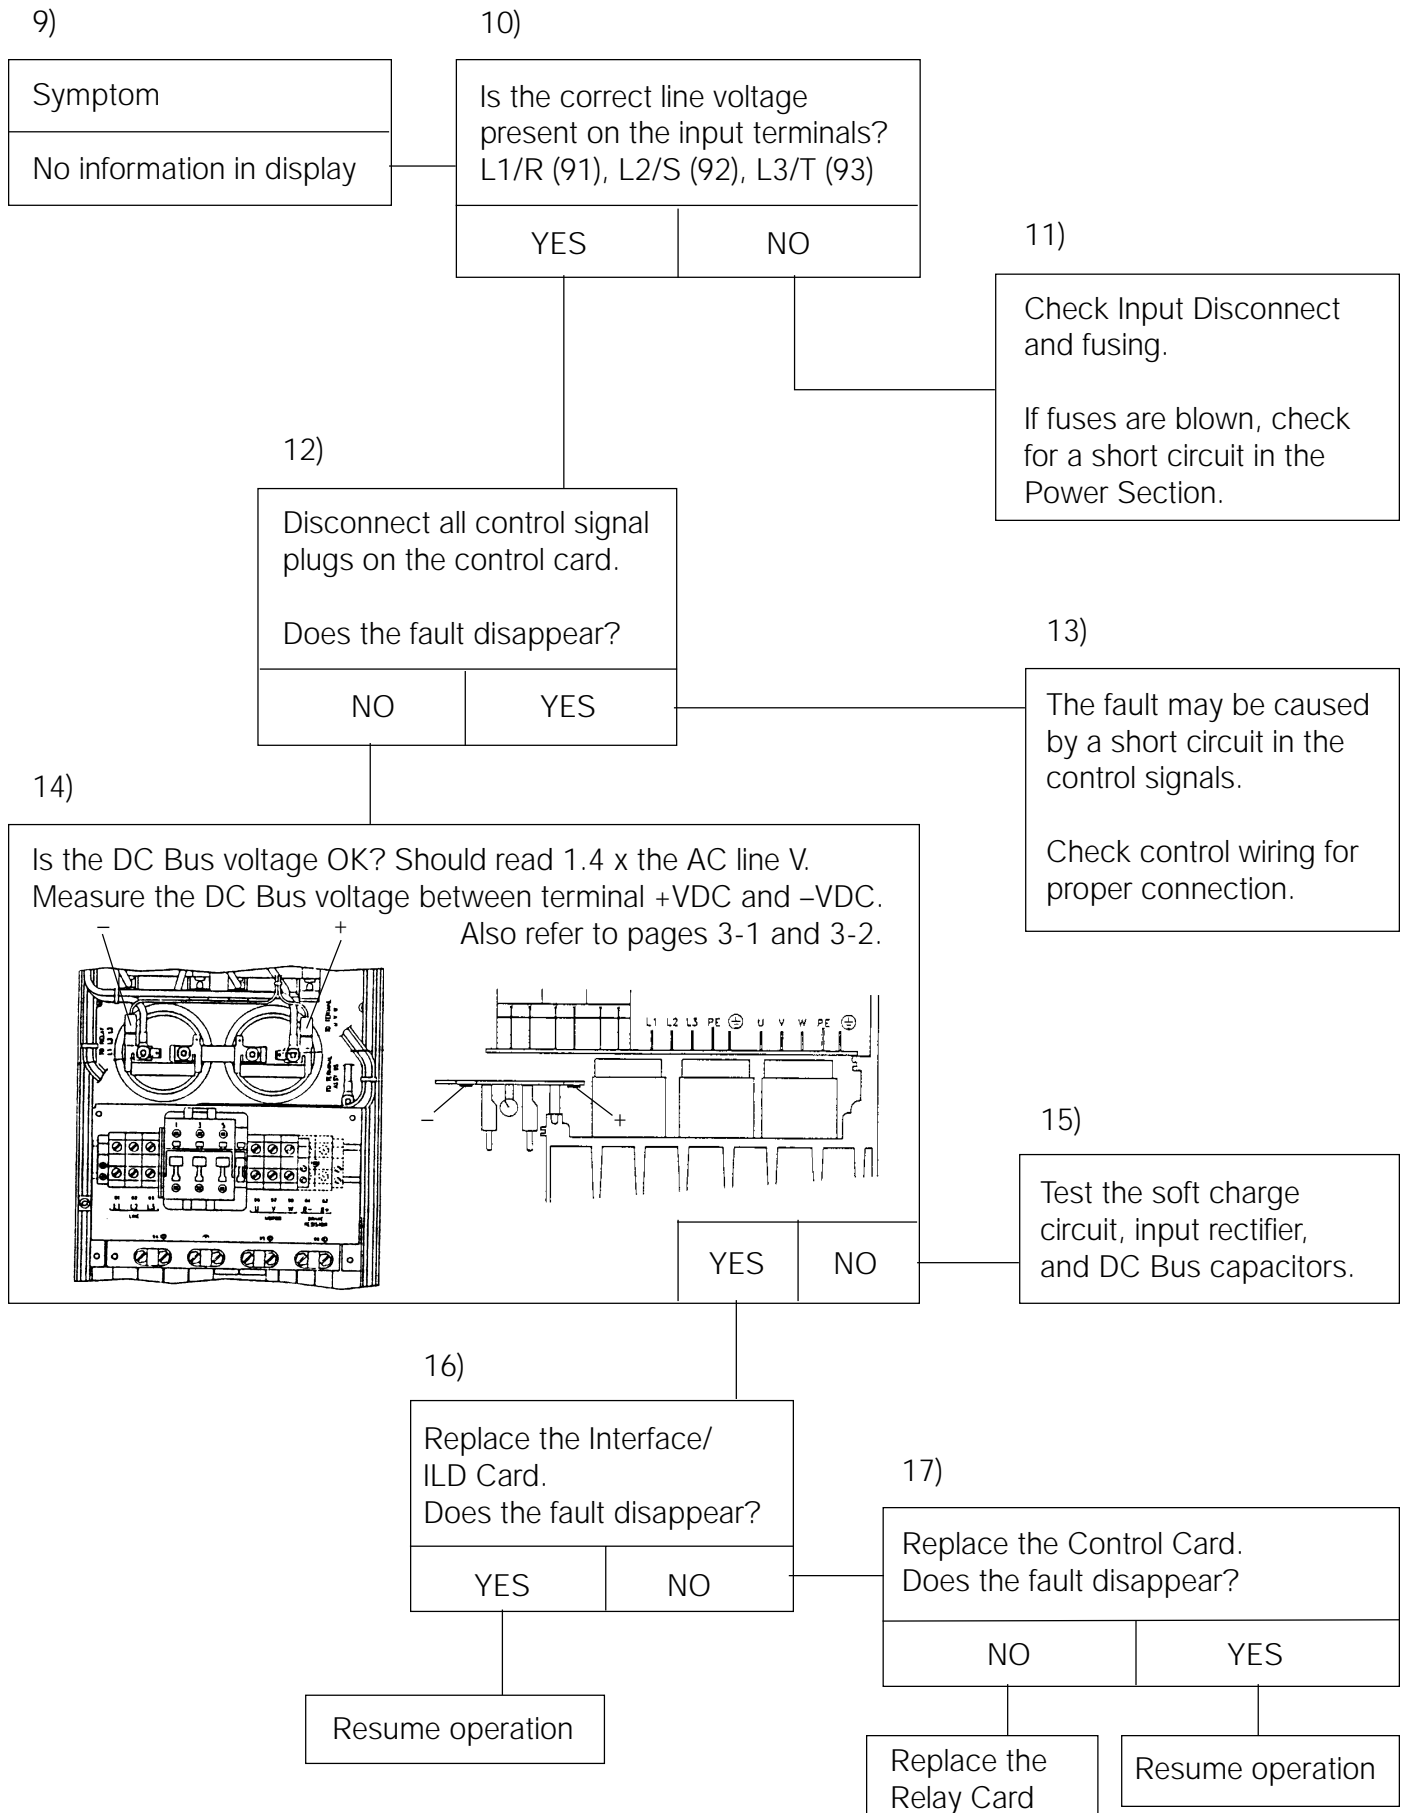 9)
Symptom
No information in display
10)
Is the correct line voltage
present on the input terminals?
L1/R (91), L2/S (92), L3/T (93)
YES
NO
11)
Check Input Disconnect
and fusing.
If fuses are blown, check
for a short circuit in the
Power Section.
12)
Disconnect all control signal
plugs on the control card.
Does the fault disappear?
NO
YES
13)
The fault may be caused
by a short circuit in the
control signals.
Check control wiring for
proper connection.
14)
Is the DC Bus voltage OK? Should read 1.4 x the AC line V.
Measure the DC Bus voltage between terminal +VDC and –VDC.
Also refer to pages 3-1 and 3-2.
–
+
L1 L2 L3 PE U V W PE
–
+
L1 L2 L3
LINE
U V W R- R+
YES
NO
15)
Test the soft charge
circuit, input rectifier,
and DC Bus capacitors.
16)
Replace the Interface/
ILD Card.
Does the fault disappear?
YES
NO
Resume operation
17)
Replace the Control Card.
Does the fault disappear?
NO
YES
Replace the
Relay Card
Resume operation